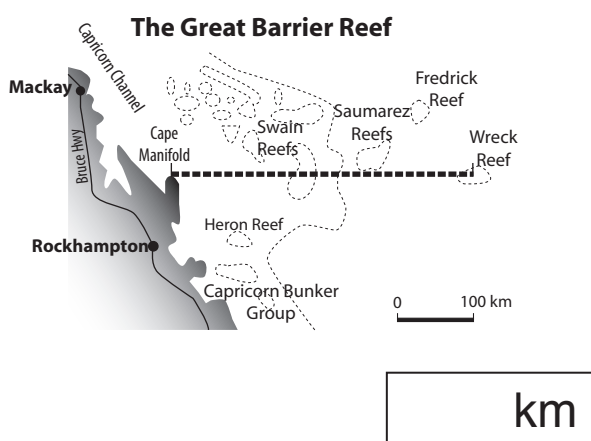 The Great Barrier Reef
Capricorn Channel
Mackay
Bruce Hwy
Cape
Manifold
Swain
Reefs
Saumarez
Reefs
Fredrick
Reef
Wreck
Reef
Heron Reef
Rockhampton
Capricorn Bunker
Group
0 100 km
km